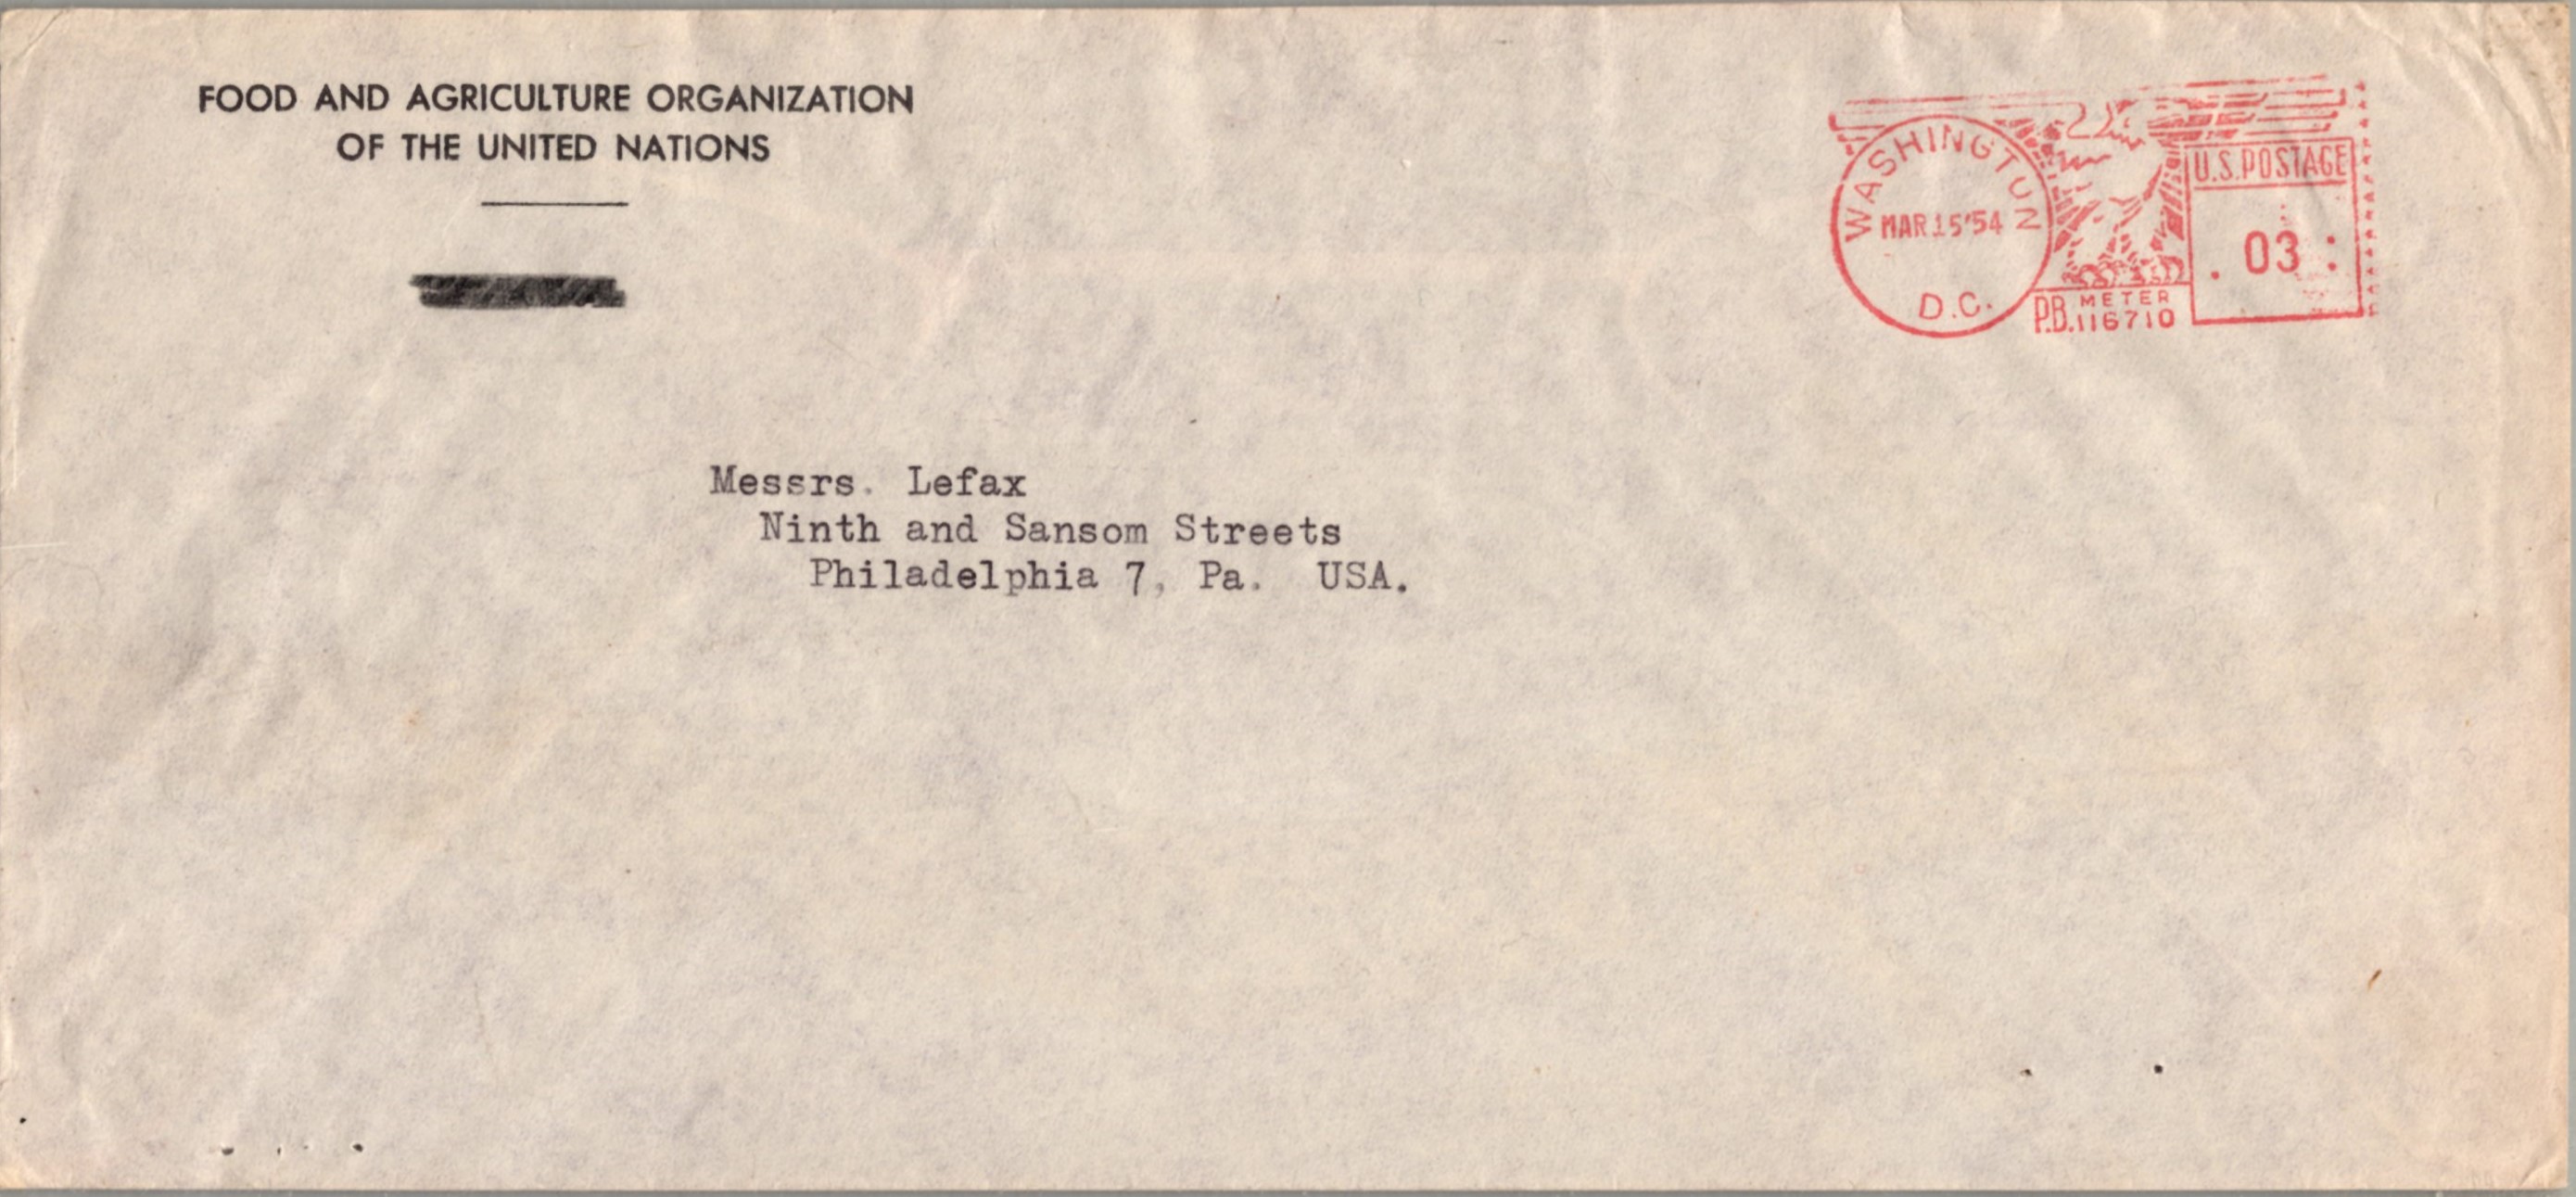 FOOD AND AGRICULTURE ORGANIZATION
OF THE UNITED NATIONS
WASHINGTON
MAR 15 '54
D.C.
P.B. METER
116710
U.S. POSTAGE
.03
Messrs. Lefax
Ninth and Sansom Streets
Philadelphia 7, Pa. USA.